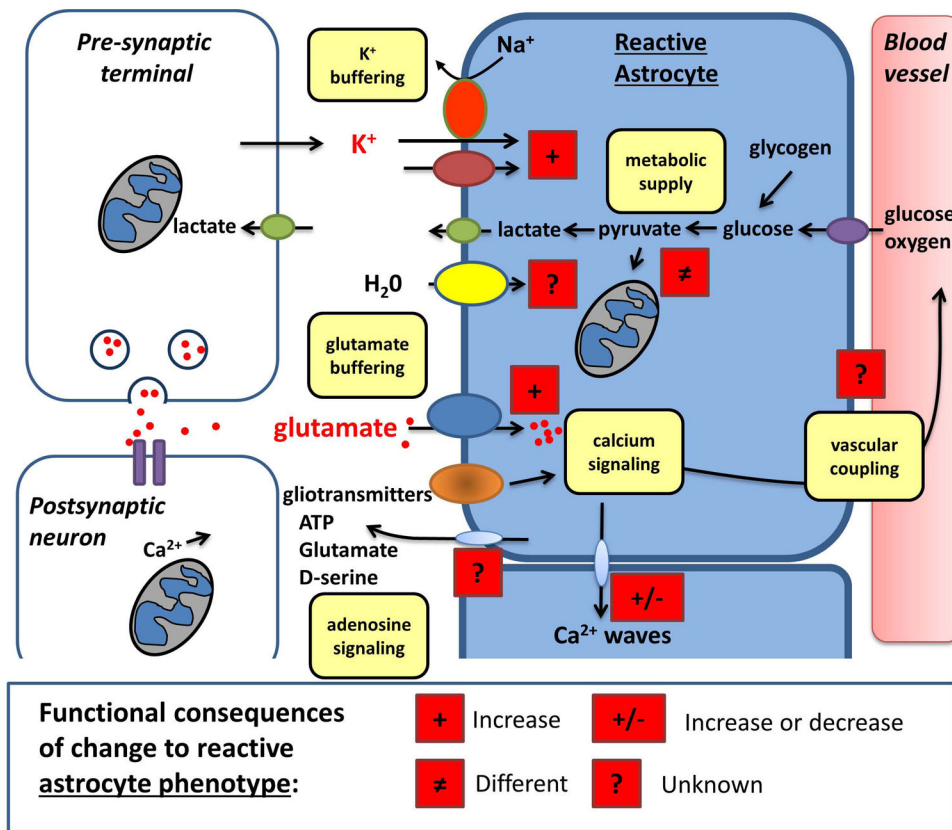 Pre-synaptic
terminal
K⁺
buffering
Na⁺
Reactive
Astrocyte
Blood
vessel
K⁺
+
metabolic
supply
glycogen
lactate
lactate
pyruvate
glucose
glucose
oxygen
H₂0
?
≠
glutamate
buffering
+
?
glutamate
calcium
signaling
vascular
coupling
Postsynaptic
neuron
Ca²⁺
gliotransmitters
ATP
Glutamate
D-serine
?
+/-
adenosine
signaling
Ca²⁺ waves
Functional consequences
of change to reactive
astrocyte phenotype:
+ Increase
+/- Increase or decrease
≠ Different
? Unknown